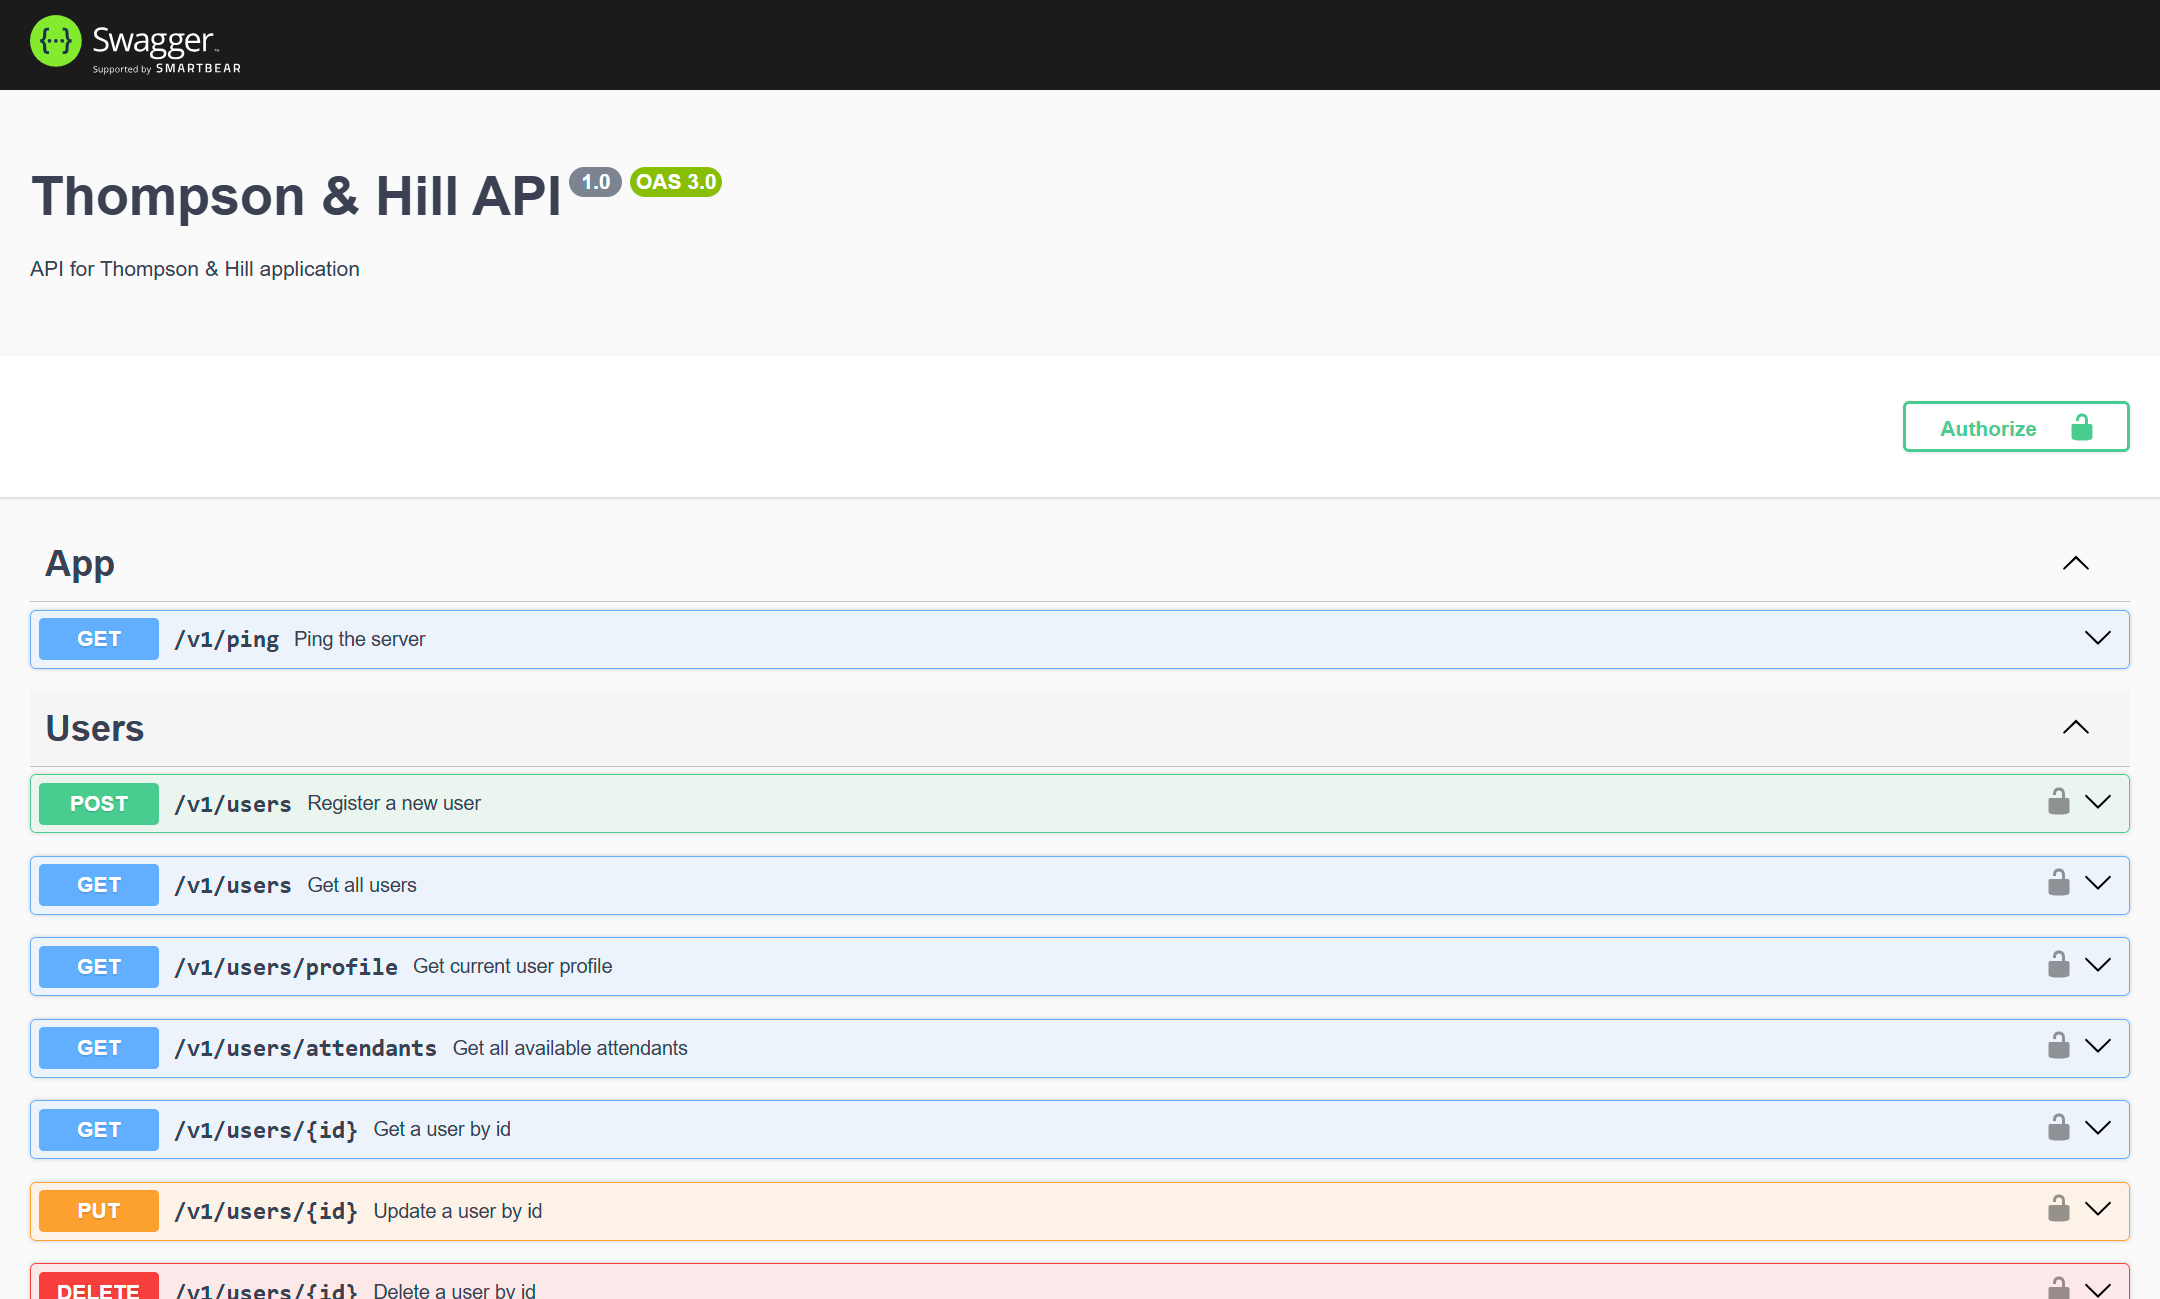 {···} Swagger™
Supported by SMARTBEAR
Thompson & Hill API 1.0 OAS 3.0
API for Thompson & Hill application
Authorize
App
GET /v1/ping Ping the server
Users
POST /v1/users Register a new user
GET /v1/users Get all users
GET /v1/users/profile Get current user profile
GET /v1/users/attendants Get all available attendants
GET /v1/users/{id} Get a user by id
PUT /v1/users/{id} Update a user by id
DELETE /v1/users/{id} Delete a user by id